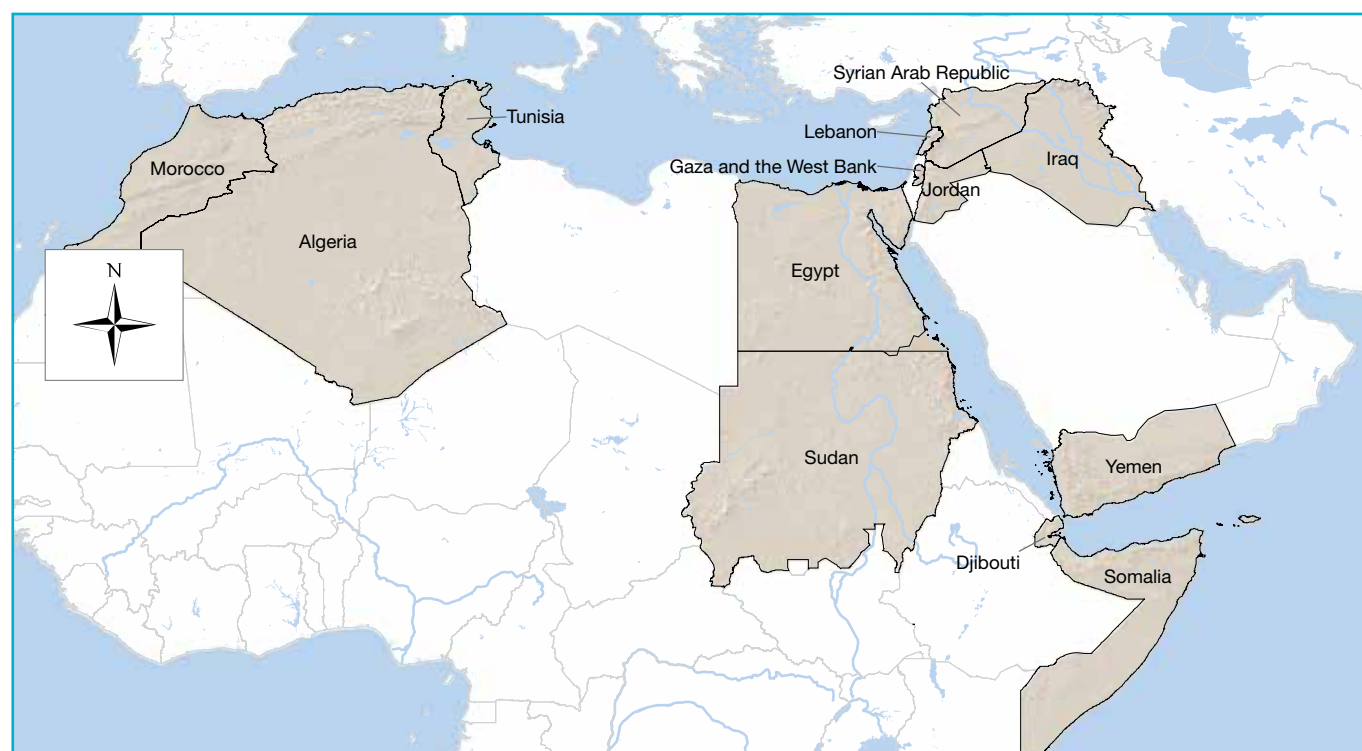 Syrian Arab Republic
Tunisia
Lebanon
Morocco
Gaza and the West Bank
Iraq
Jordan
Algeria
N
Egypt
Sudan
Yemen
Djibouti
Somalia